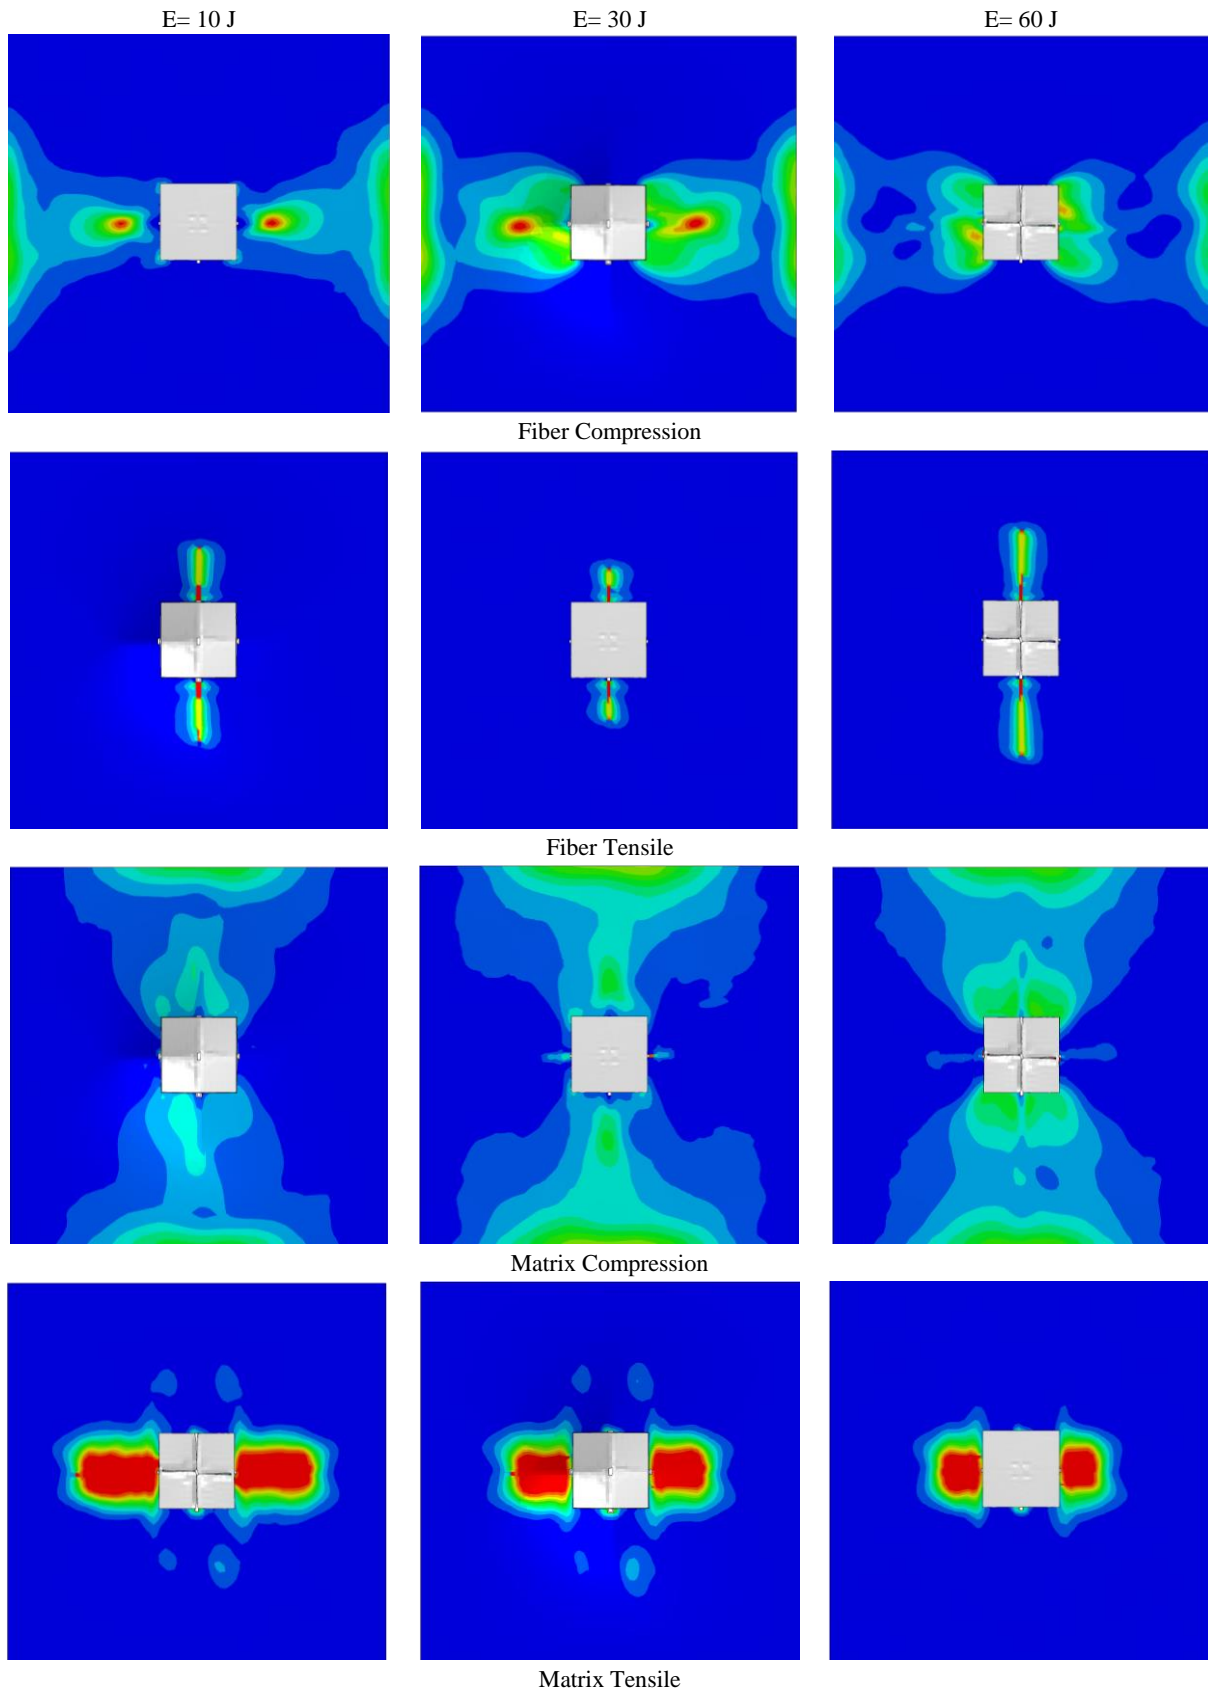 E= 10 J
E= 30 J
E= 60 J
Fiber Compression
Fiber Tensile
Matrix Compression
Matrix Tensile